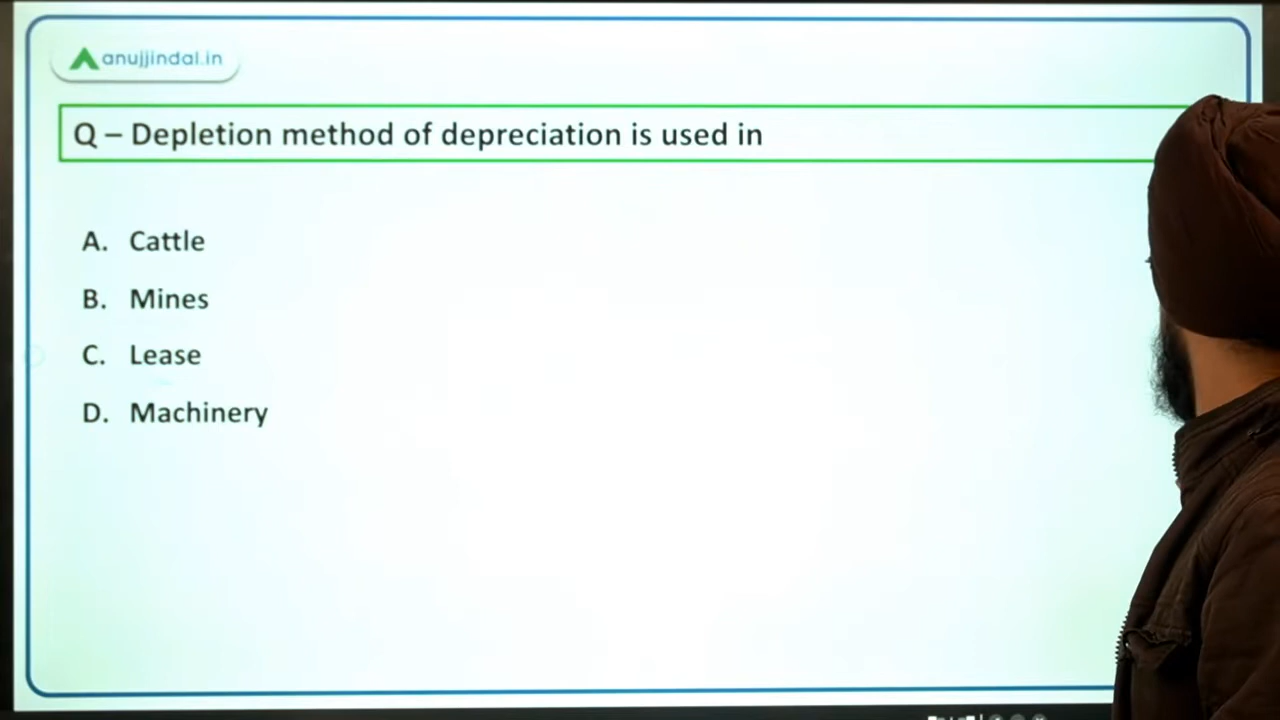 anujjindal.in
Q – Depletion method of depreciation is used in
A. Cattle
B. Mines
C. Lease
D. Machinery